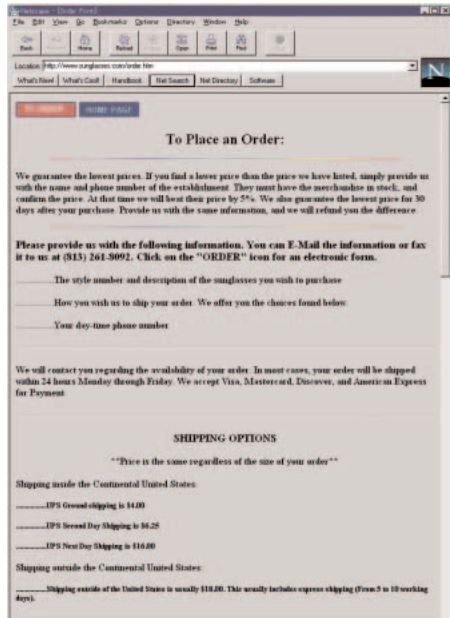 Netscape - [Order Form]
File Edit View Go Bookmarks Options Directory Window Help
Back Home Reload Open Print Find
Location: http://www.sunglasses.com/order.htm
What's New! What's Cool! Handbook Net Search Net Directory Software
N
TO ORDER HOME PAGE
To Place an Order:
We guarantee the lowest prices. If you find a lower price than the price we have listed, simply provide us
with the name and phone number of the establishment. They must have the merchandise in stock, and
confirm the price. At that time we will beat their price by 5%. We also guarantee the lowest price for 30
days after your purchase. Provide us with the same information, and we will refund you the difference.
Please provide us with the following information. You can E-Mail the information or fax
it to us at (813) 261-8092. Click on the "ORDER" icon for an electronic form.
..............The style number and description of the sunglasses you wish to purchase
..............How you wish us to ship your order. We offer you the choices found below
..............Your day-time phone number
We will contact you regarding the availability of your order. In most cases, your order will be shipped
within 24 hours Monday through Friday. We accept Visa, Mastercard, Discover, and American Express
for Payment
SHIPPING OPTIONS
**Price is the same regardless of the size of your order**
Shipping inside the Continental United States:
..............UPS Ground shipping is $4.00
..............UPS Second Day Shipping is $6.25
..............UPS Next Day Shipping is $16.00
Shipping outside the Continental United States:
..............Shipping outside of the United States is usually $18.00. This usually includes express shipping (From 5 to 10 working
days).